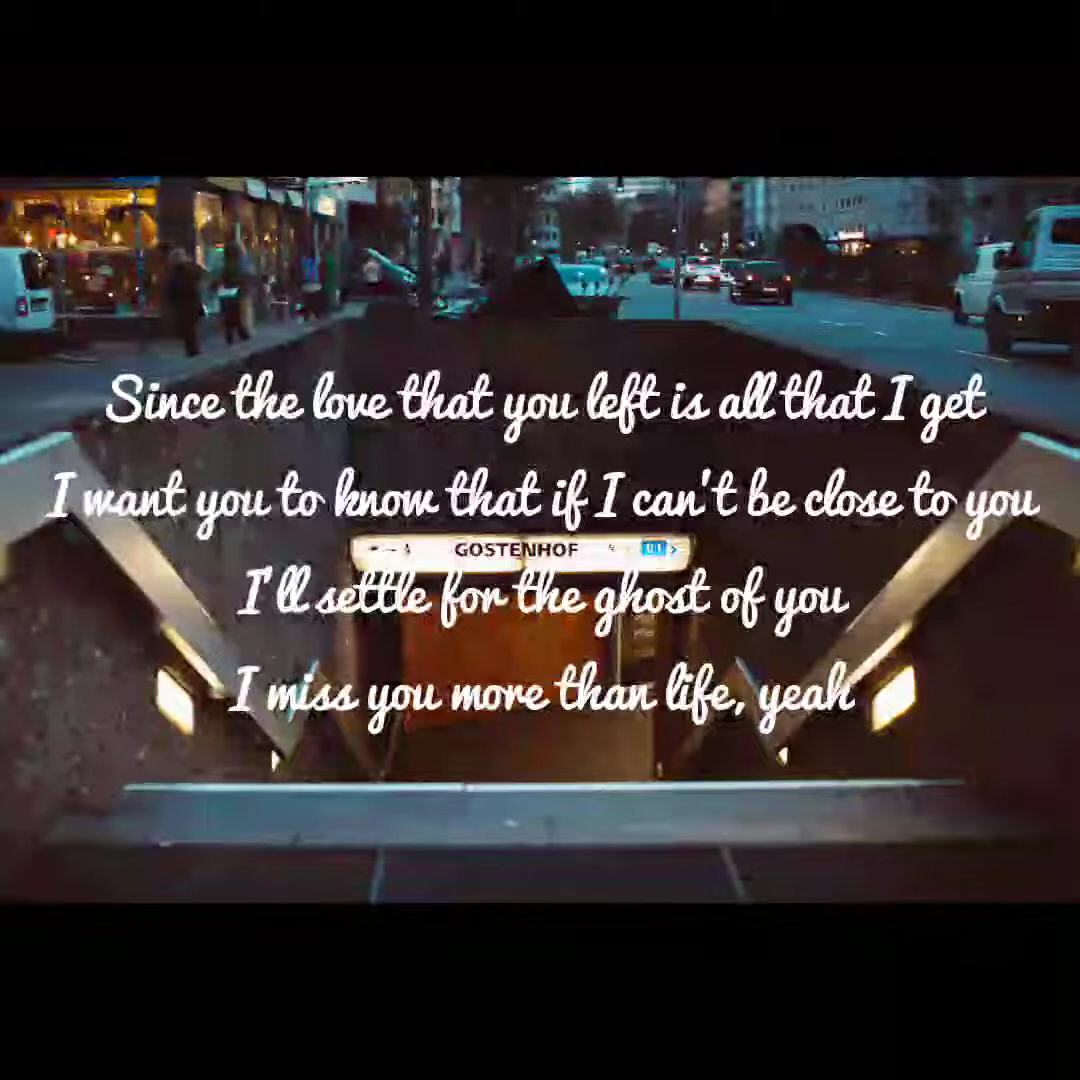 Since the love that you left is all that I get
I want you to know that if I can't be close to you
GOSTENHOF U1
I'll settle for the ghost of you
I miss you more than life, yeah